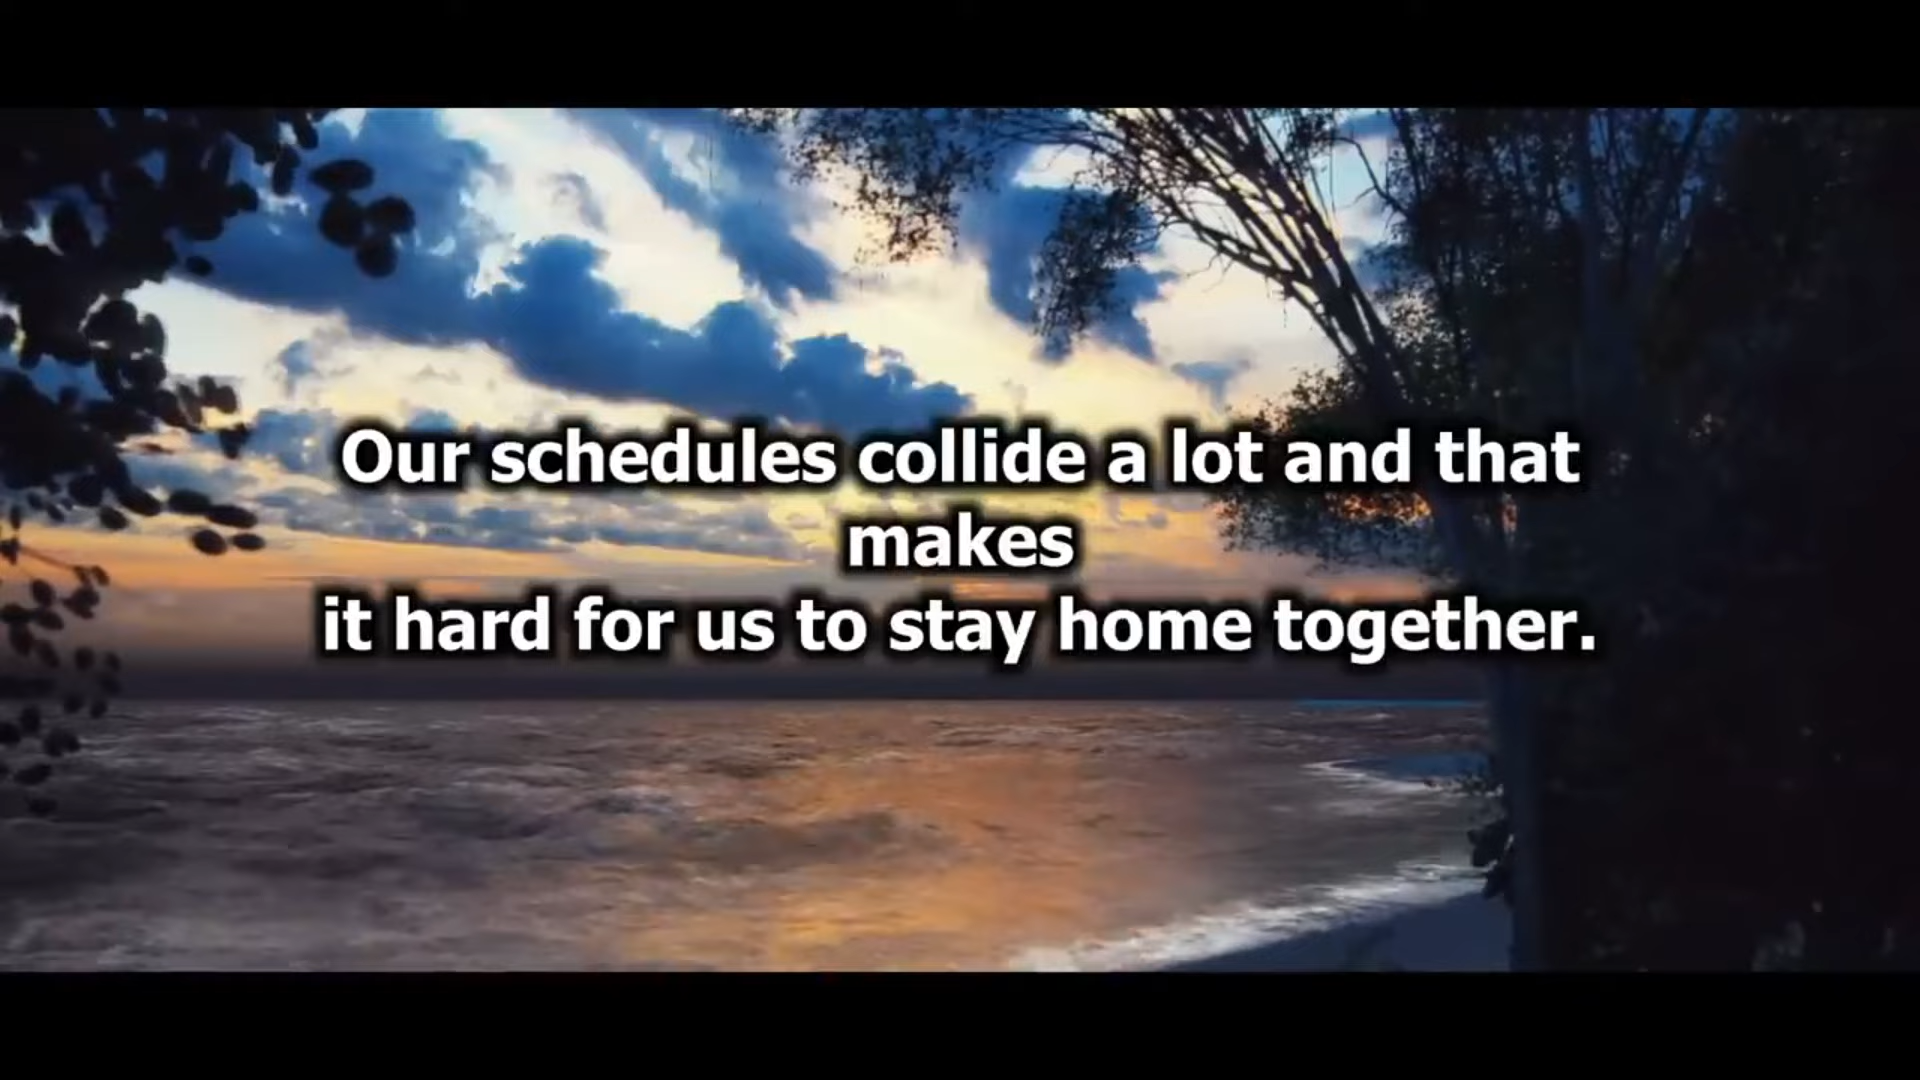 Our schedules collide a lot and that
makes
it hard for us to stay home together.